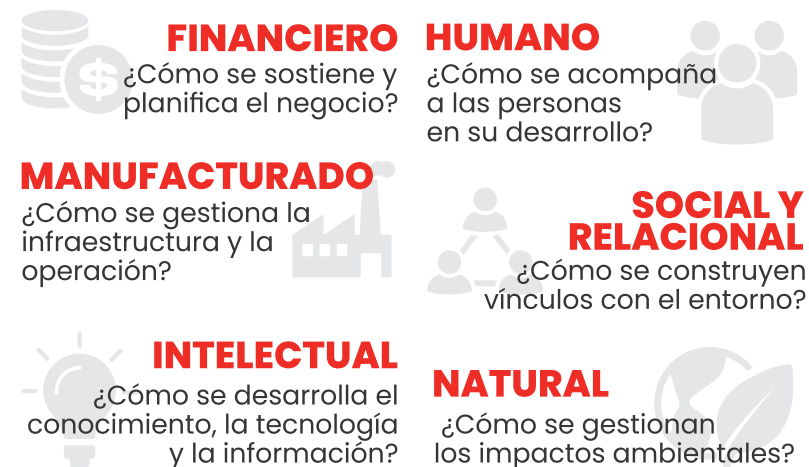 FINANCIERO
¿Cómo se sostiene y
planifica el negocio?
HUMANO
¿Cómo se acompaña
a las personas
en su desarrollo?
MANUFACTURADO
¿Cómo se gestiona la
infraestructura y la
operación?
SOCIAL Y
RELACIONAL
¿Cómo se construyen
vínculos con el entorno?
INTELECTUAL
¿Cómo se desarrolla el
conocimiento, la tecnología
y la información?
NATURAL
¿Cómo se gestionan
los impactos ambientales?